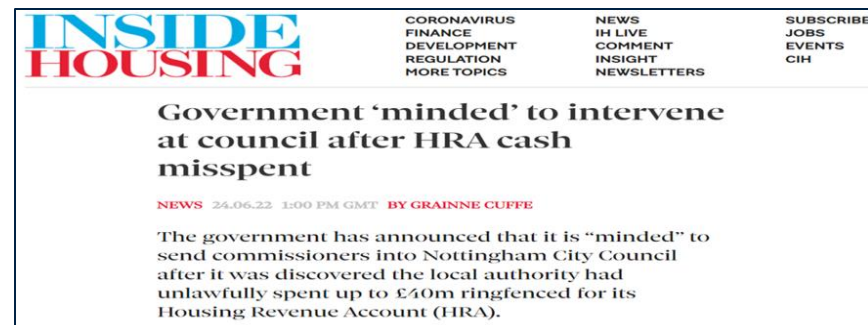 INSIDE
HOUSING
CORONAVIRUS
FINANCE
DEVELOPMENT
REGULATION
MORE TOPICS
NEWS
IH LIVE
COMMENT
INSIGHT
NEWSLETTERS
SUBSCRIBE
JOBS
EVENTS
CIH
Government ‘minded’ to intervene
at council after HRA cash
misspent
NEWS 24.06.22 1:00 PM GMT BY GRAINNE CUFFE
The government has announced that it is “minded” to
send commissioners into Nottingham City Council
after it was discovered the local authority had
unlawfully spent up to £40m ringfenced for its
Housing Revenue Account (HRA).